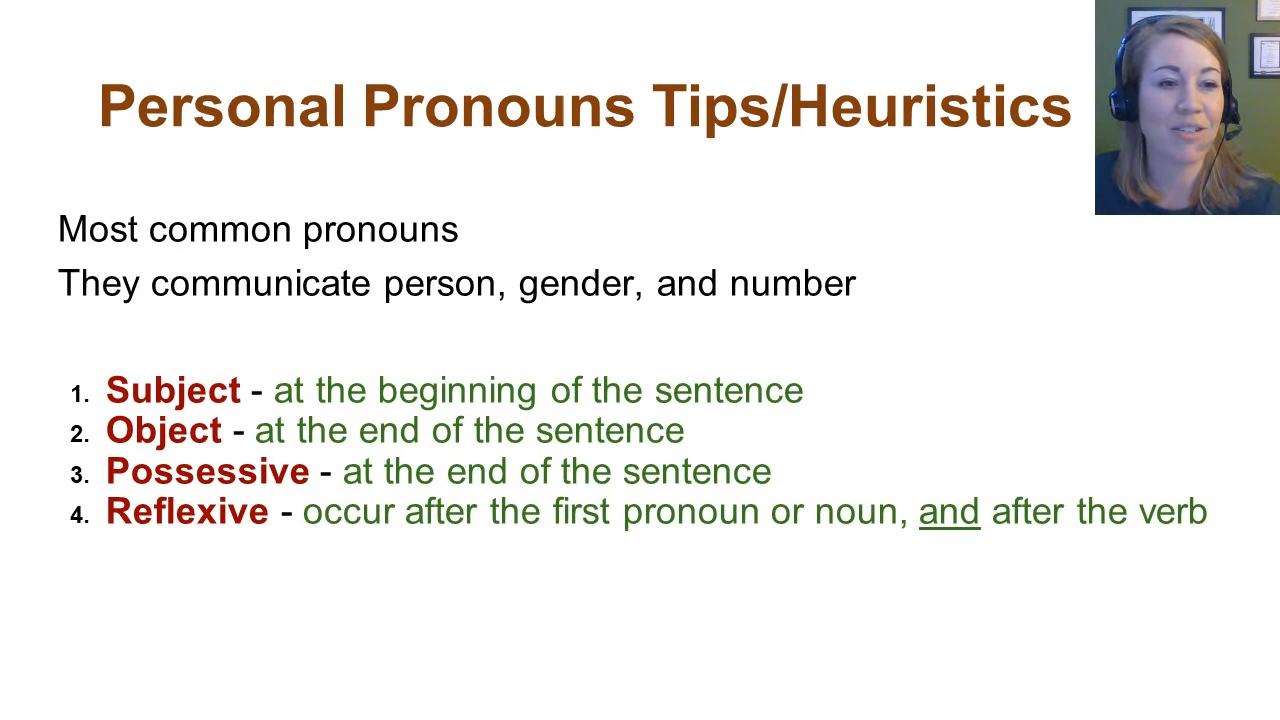 Personal Pronouns Tips/Heuristics
Most common pronouns
They communicate person, gender, and number
1. Subject - at the beginning of the sentence
2. Object - at the end of the sentence
3. Possessive - at the end of the sentence
4. Reflexive - occur after the first pronoun or noun, and after the verb